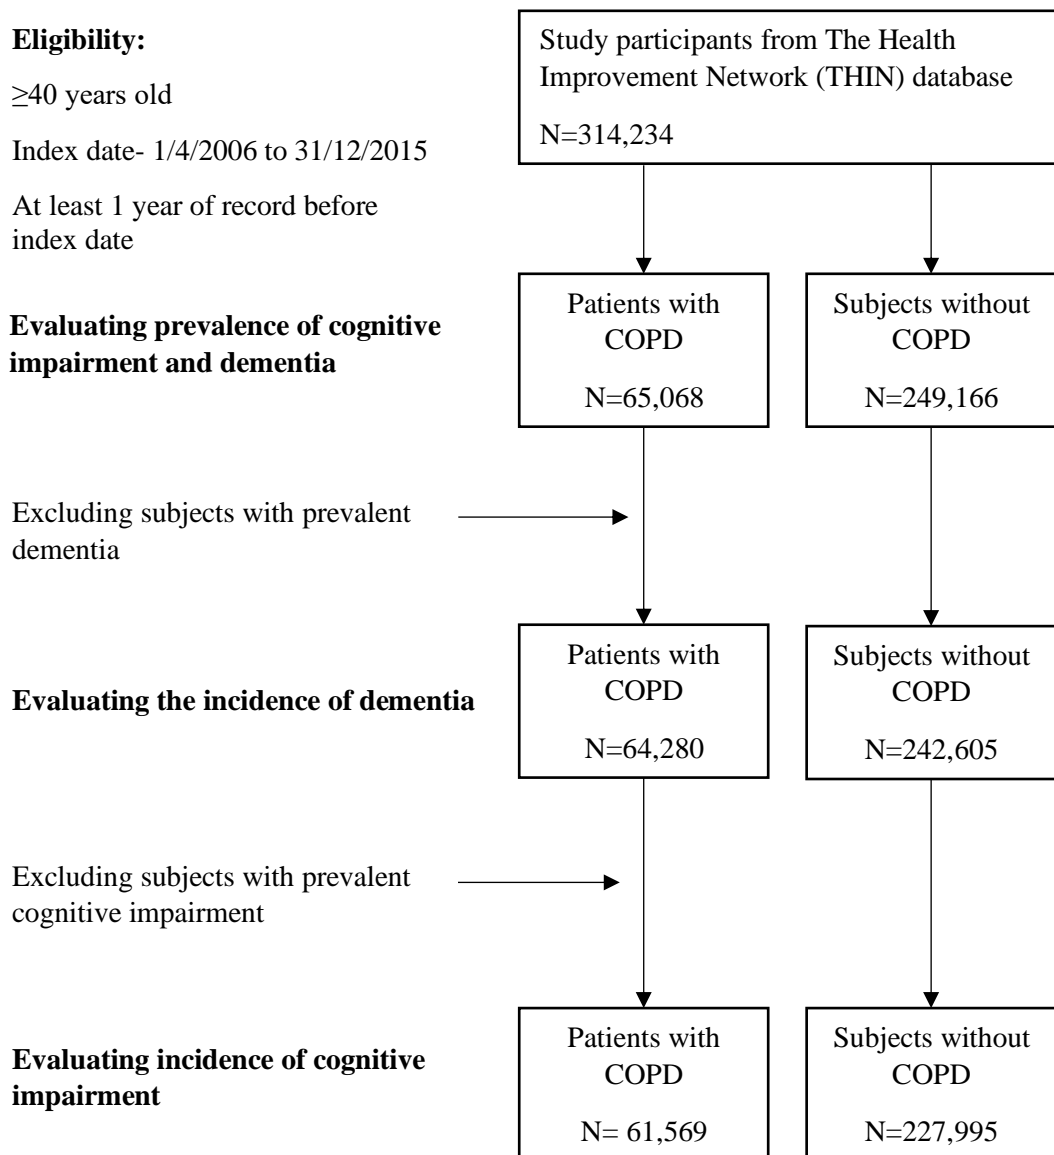 Eligibility:
≥40 years old
Index date- 1/4/2006 to 31/12/2015
At least 1 year of record before
index date
Study participants from The Health
Improvement Network (THIN) database
N=314,234
Evaluating prevalence of cognitive
impairment and dementia
Patients with
COPD
N=65,068
Subjects without
COPD
N=249,166
Excluding subjects with prevalent
dementia
Evaluating the incidence of dementia
Patients with
COPD
N=64,280
Subjects without
COPD
N=242,605
Excluding subjects with prevalent
cognitive impairment
Evaluating incidence of cognitive
impairment
Patients with
COPD
N= 61,569
Subjects without
COPD
N=227,995